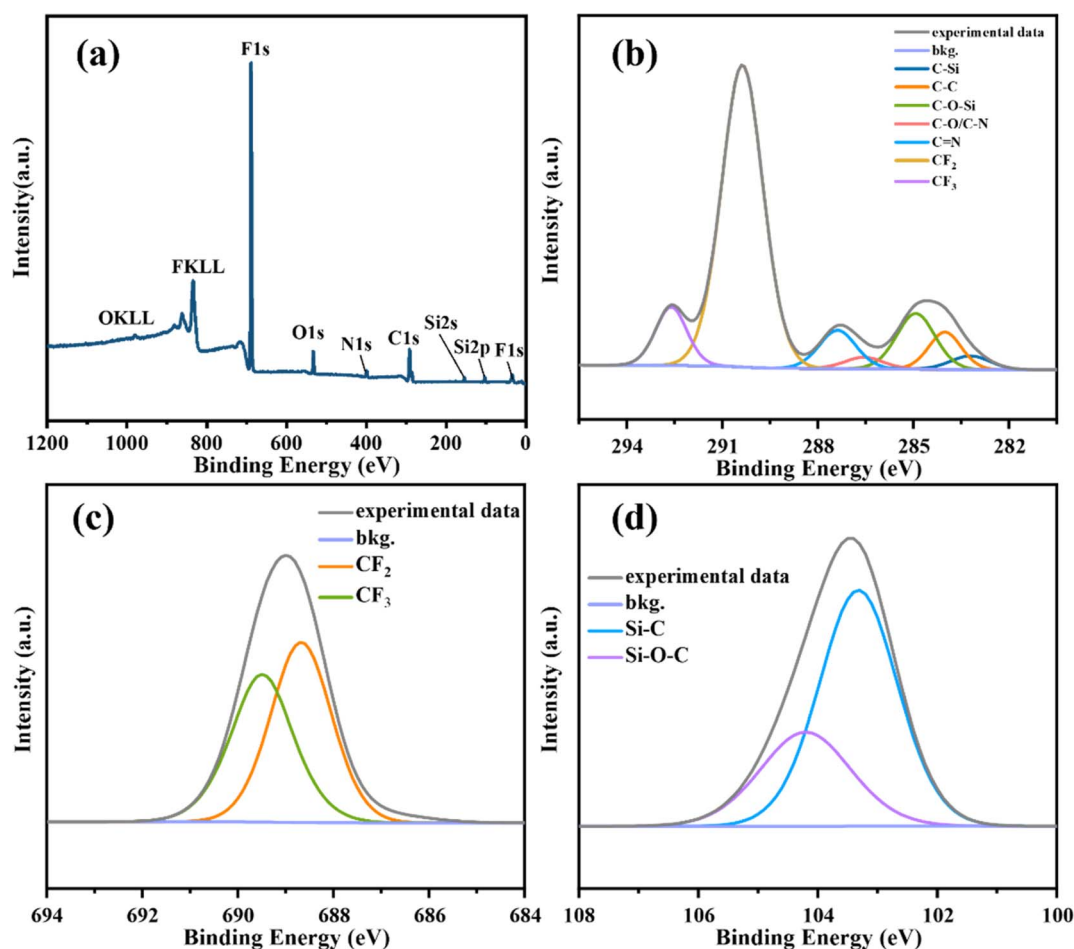 (a)
F1s
FKLL
OKLL
O1s
N1s
C1s
Si2s
Si2p
F1s
Intensity(a.u.)
1200 1000 800 600 400 200 0
Binding Energy (eV)
(b)
experimental data
bkg.
C-Si
C-C
C-O-Si
C-O/C-N
C=N
CF₂
CF₃
Intensity (a.u.)
294 291 288 285 282
Binding Energy (eV)
(c)
experimental data
bkg.
CF₂
CF₃
Intensity (a.u.)
694 692 690 688 686 684
Binding Energy (eV)
(d)
experimental data
bkg.
Si-C
Si-O-C
Intensity (a.u.)
108 106 104 102 100
Binding Energy (eV)